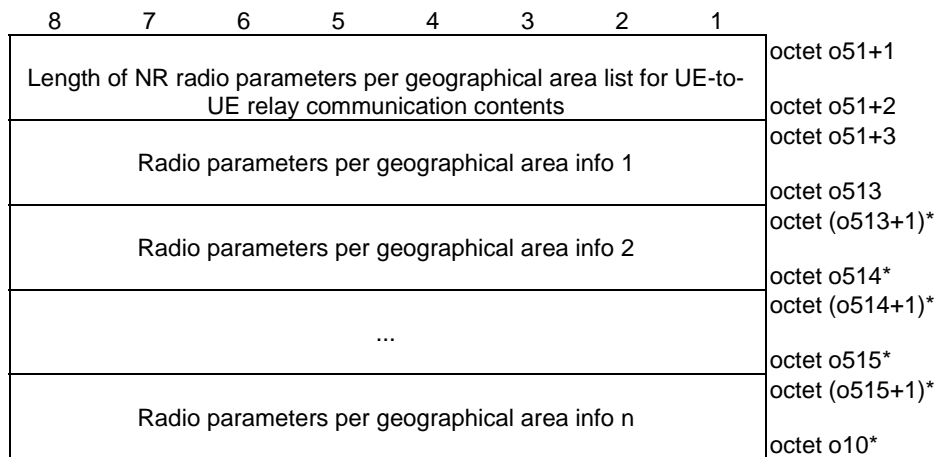 8 7 6 5 4 3 2 1
octet o51+1
Length of NR radio parameters per geographical area list for UE-to-
UE relay communication contents
octet o51+2
octet o51+3
Radio parameters per geographical area info 1
octet o513
octet (o513+1)*
Radio parameters per geographical area info 2
octet o514*
octet (o514+1)*
...
octet o515*
octet (o515+1)*
Radio parameters per geographical area info n
octet o10*